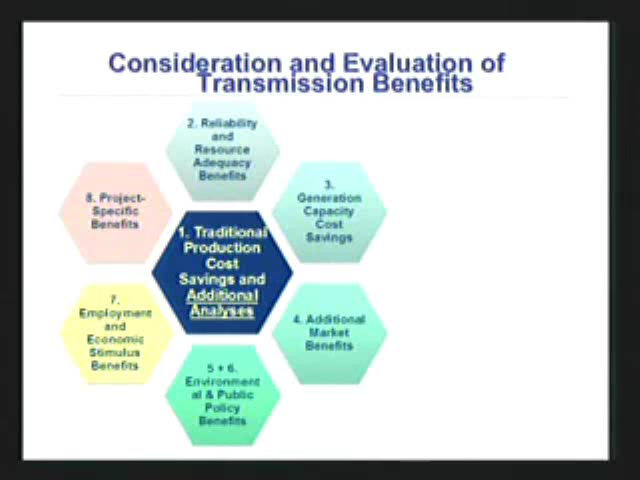 Consideration and Evaluation of
Transmission Benefits
2. Reliability
and
Resource
Adequacy
Benefits
3.
Generation
Capacity
Cost
Savings
8. Project-
Specific
Benefits
1. Traditional
Production
Cost
Savings and
Additional
Analyses
7.
Employment
and
Economic
Stimulus
Benefits
4. Additional
Market
Benefits
5 + 6.
Environment
al & Public
Policy
Benefits